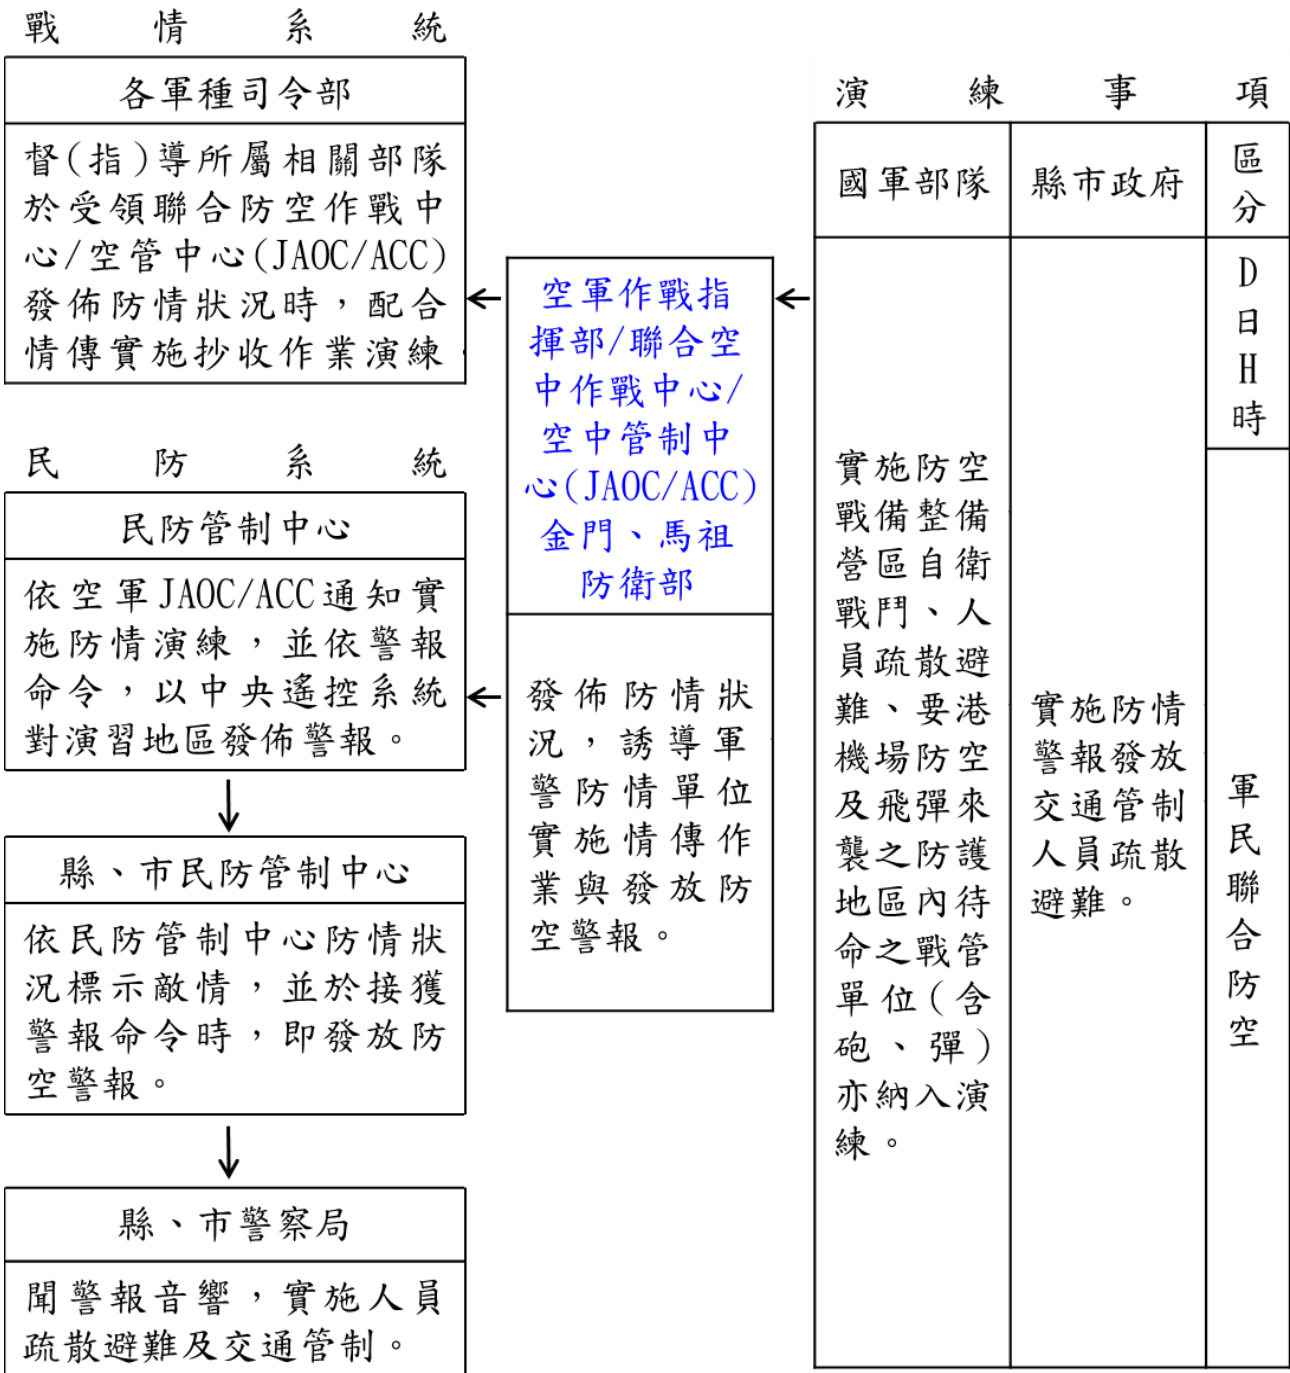 戰情系統
各軍種司令部
督(指)導所屬相關部隊
於受領聯合防空作戰中
心/空管中心(JAOC/ACC)
發佈防情狀況時，配合
情傳實施抄收作業演練
民防系統
民防管制中心
依空軍JAOC/ACC通知實
施防情演練，並依警報
命令，以中央遙控系統
對演習地區發佈警報。
縣、市民防管制中心
依民防管制中心防情狀
況標示敵情，並於接獲
警報命令時，即發放防
空警報。
縣、市警察局
聞警報音響，實施人員
疏散避難及交通管制。
空軍作戰指
揮部/聯合空
中作戰中心/
空中管制中
心(JAOC/ACC)
金門、馬祖
防衛部
發佈防情狀
況，誘導軍
警防情單位
實施情傳作
業與發放防
空警報。
演練事項
國軍部隊
縣市政府
區分
實施防空
戰備整備
營區自衛
戰鬥、人
員疏散避
難、要港
機場防空
及飛彈來
襲之防護
地區內待
命之戰管
單位(含
砲、彈)
亦納入演
練。
實施防情
警報發放
交通管制
人員疏散
避難。
D日H時
軍民聯合防空